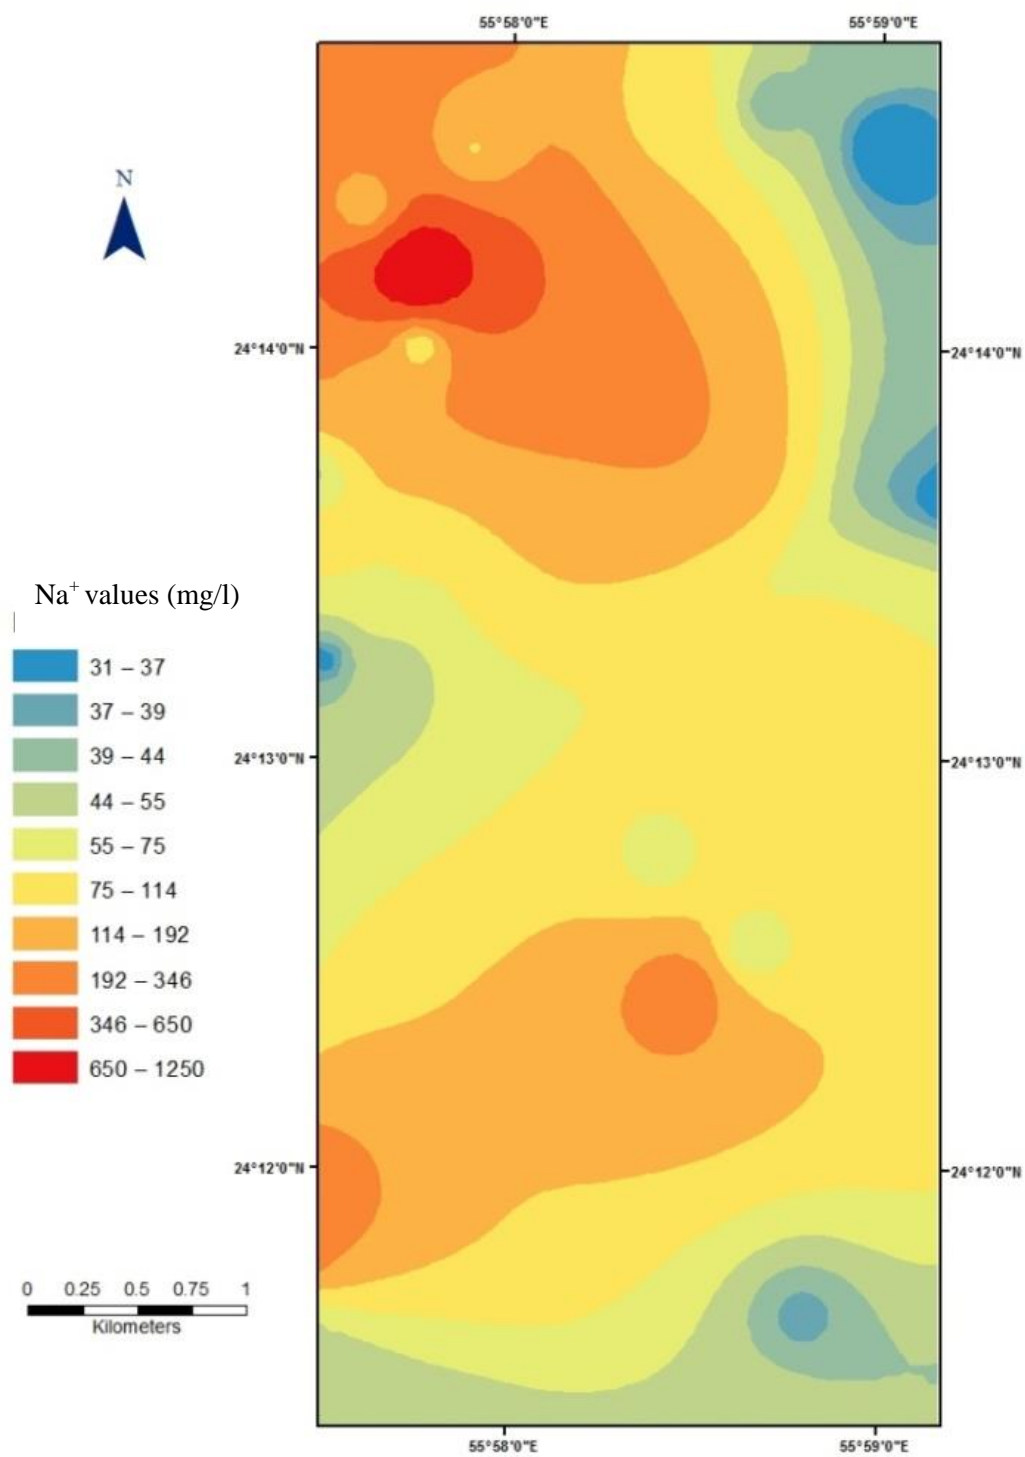 55°58'0"E 55°59'0"E
N
24°14'0"N 24°14'0"N
Na⁺ values (mg/l)
31 – 37
37 – 39
39 – 44
44 – 55
55 – 75
24°13'0"N 24°13'0"N
75 – 114
114 – 192
192 – 346
346 – 650
650 – 1250
24°12'0"N 24°12'0"N
0 0.25 0.5 0.75 1
Kilometers
55°58'0"E 55°59'0"E